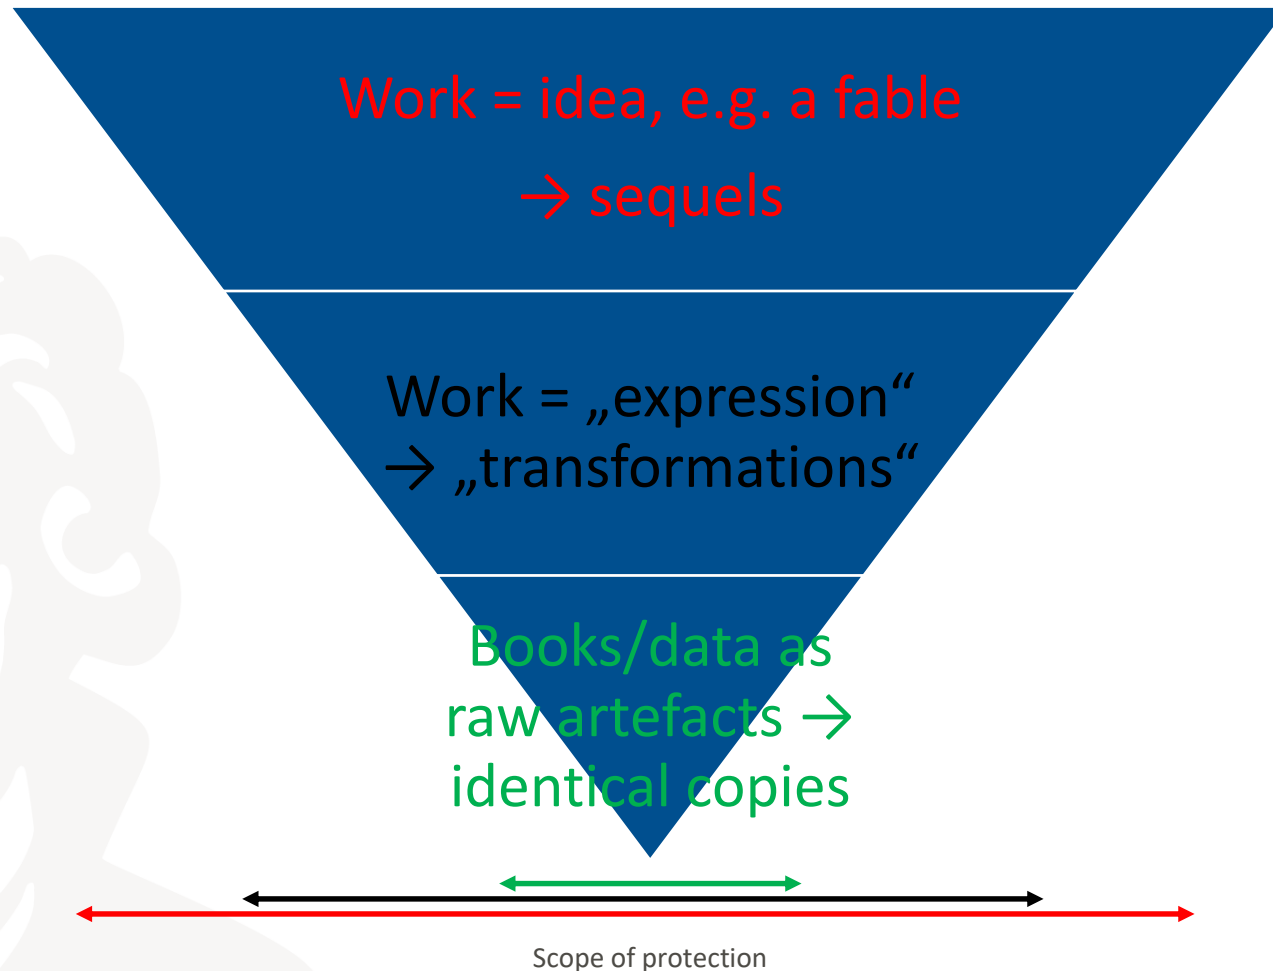 Work = idea, e.g. a fable
→ sequels
Work = „expression“
→ „transformations“
Books/data as
raw artefacts →
identical copies
Scope of protection